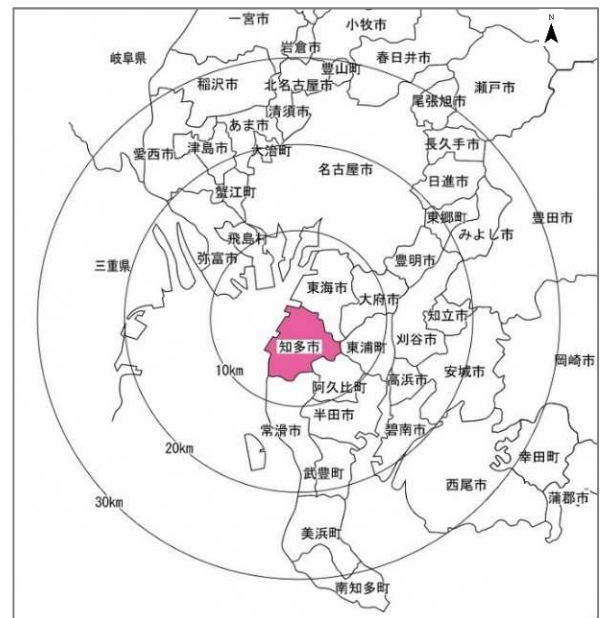 N
一宮市
小牧市
岩倉市
岐阜県
豊山町
春日井市
稲沢市
北名古屋市
瀬戸市
尾張旭市
清須市
あま市
長久手市
愛西市
津島市
大治町
名古屋市
日進市
蟹江町
東郷町
豊田市
みよし市
飛島村
弥富市
豊明市
三重県
東海市
大府市
知立市
知多市
東浦町
刈谷市
岡崎市
10km
阿久比町
高浜市
安城市
半田市
常滑市
碧南市
20km
幸田町
武豊町
西尾市
蒲郡市
30km
美浜町
南知多町